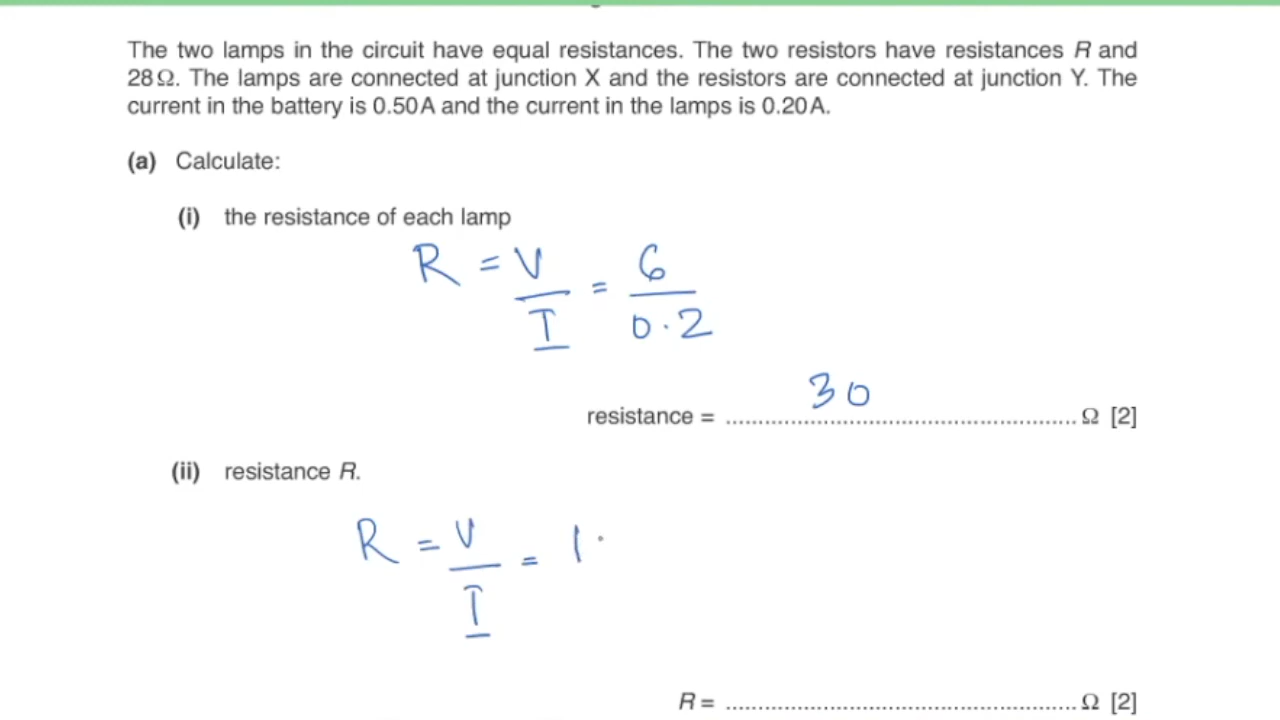 The two lamps in the circuit have equal resistances. The two resistors have resistances R and
28 Ω. The lamps are connected at junction X and the resistors are connected at junction Y. The
current in the battery is 0.50 A and the current in the lamps is 0.20 A.
(a) Calculate:
(i) the resistance of each lamp
R = V = 6
I 0.2
30
resistance = ........................................................ Ω [2]
(ii) resistance R.
R = V = 1.
I
R = ........................................................ Ω [2]